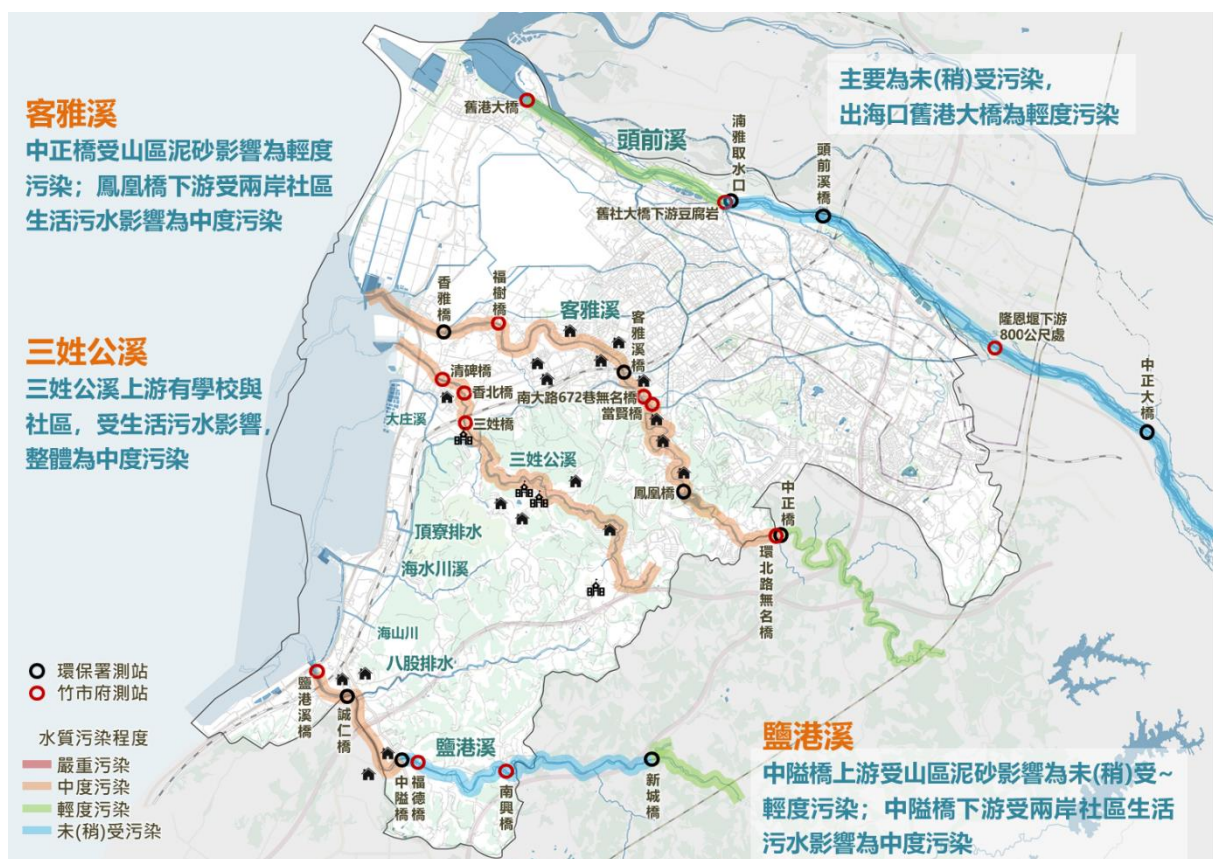 主要為未(稍)受污染,
出海口舊港大橋為輕度污染
客雅溪
中正橋受山區泥砂影響為輕度
污染；鳳凰橋下游受兩岸社區
生活污水影響為中度污染
三姓公溪
三姓公溪上游有學校與
社區，受生活污水影響，
整體為中度污染
舊港大橋
頭前溪
湳雅取水口
頭前溪橋
舊社大橋下游豆腐岩
隆恩堰下游
800公尺處
中正大橋
香雅橋
福樹橋
客雅溪
客雅溪橋
清碑橋
香北橋
南大路672巷無名橋
當賢橋
大庄溪
三姓橋
三姓公溪
鳳凰橋
中正橋
環北路無名橋
頂寮排水
海水川溪
海山川
八股排水
鹽港溪橋
誠仁橋
鹽港溪
中隘橋
福德橋
南興橋
新城橋
環保署測站
竹市府測站
水質污染程度
嚴重污染
中度污染
輕度污染
未(稍)受污染
鹽港溪
中隘橋上游受山區泥砂影響為未(稍)受~
輕度污染；中隘橋下游受兩岸社區生活
污水影響為中度污染